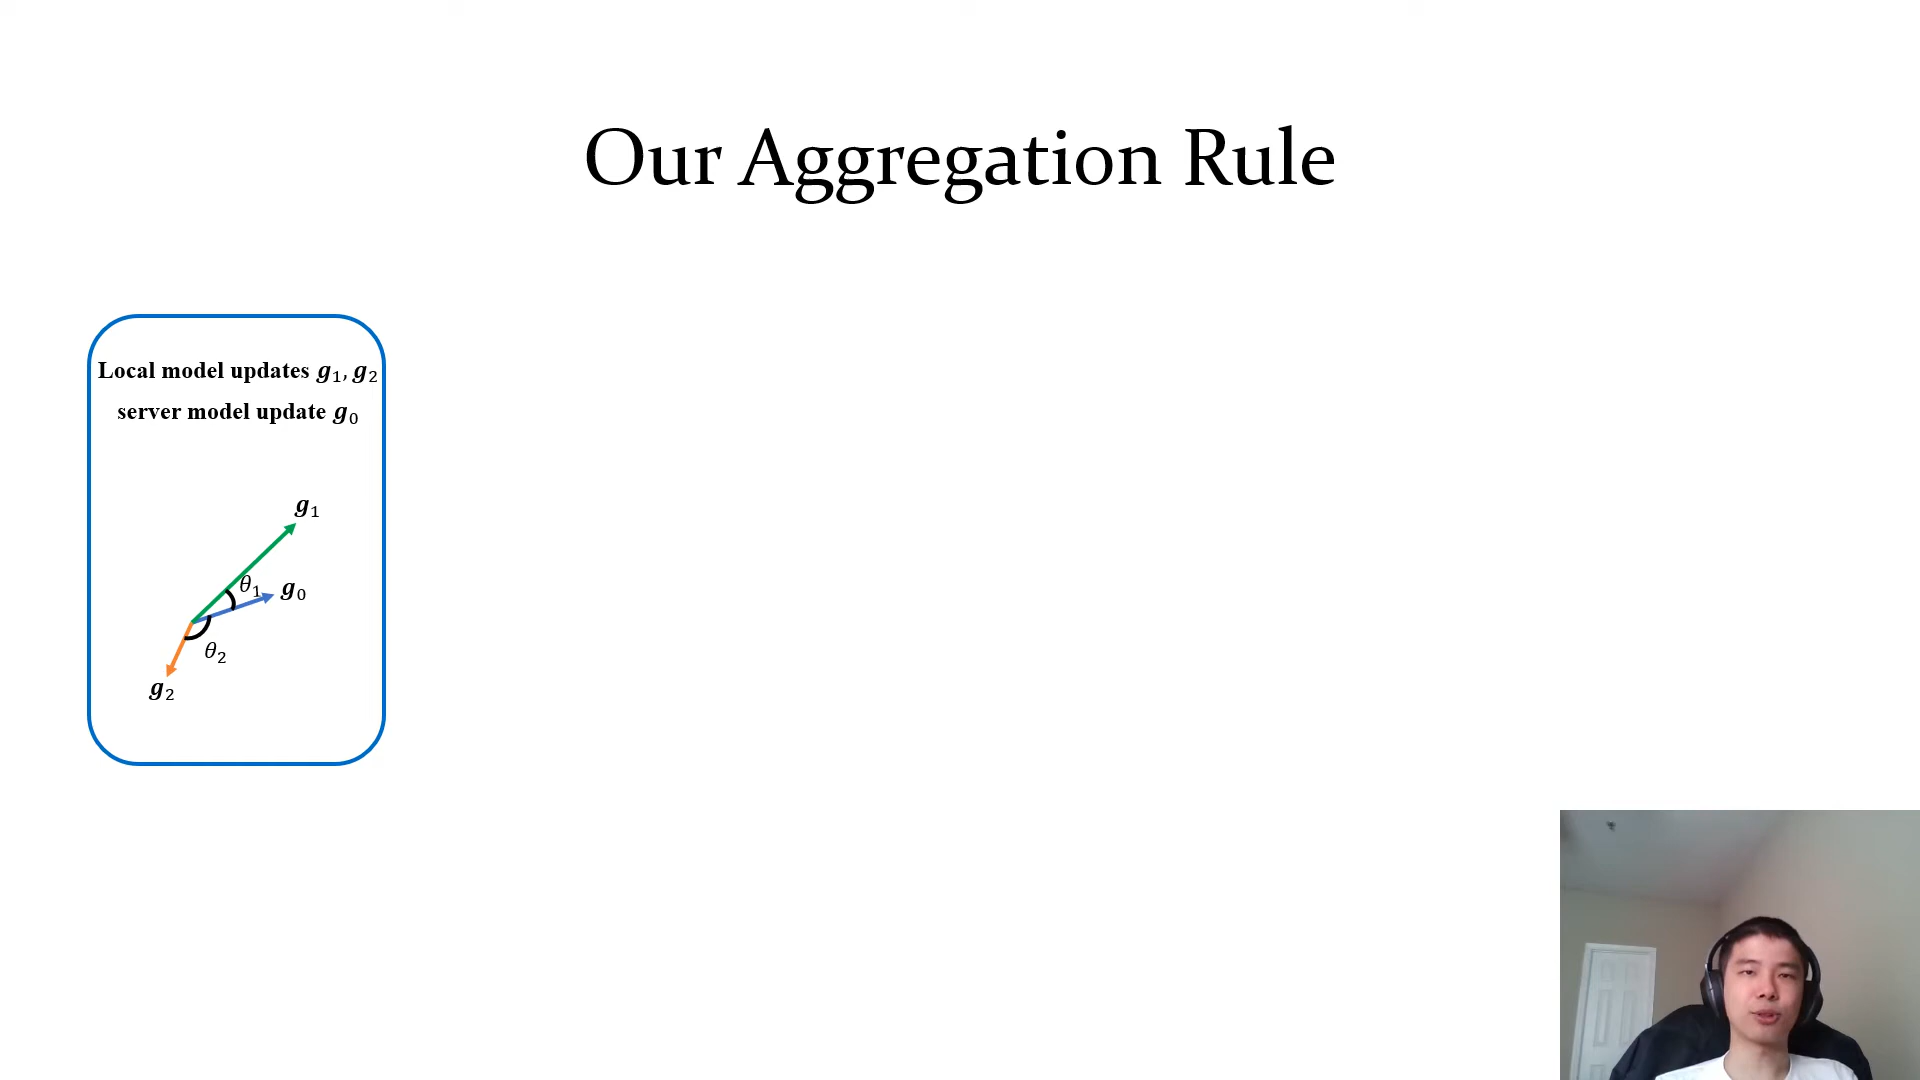 Our Aggregation Rule
Local model updates g₁, g₂
server model update g₀
g₁
θ₁
g₀
θ₂
g₂